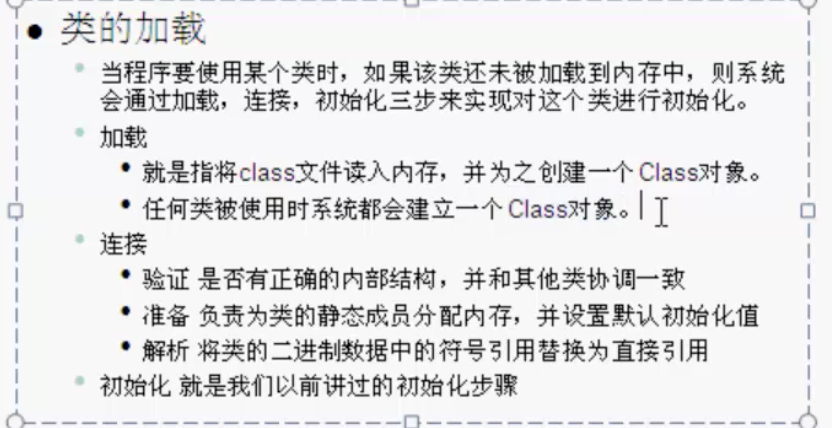 类的加载
当程序要使用某个类时，如果该类还未被加载到内存中，则系统
会通过加载，连接，初始化三步来实现对这个类进行初始化。
加载
就是指将class文件读入内存，并为之创建一个Class对象。
任何类被使用时系统都会建立一个Class对象。
连接
验证 是否有正确的内部结构，并和其他类协调一致
准备 负责为类的静态成员分配内存，并设置默认初始化值
解析 将类的二进制数据中的符号引用替换为直接引用
初始化 就是我们以前讲过的初始化步骤